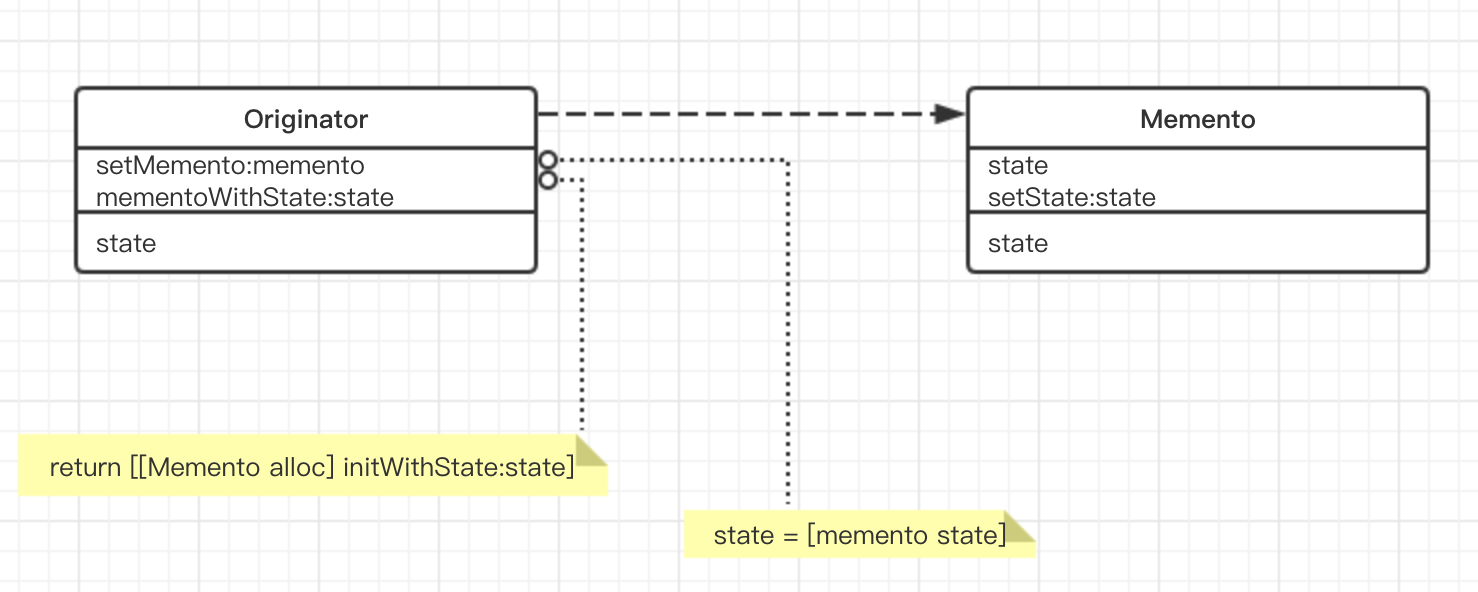 Originator
setMemento:memento
mementoWithState:state
state
Memento
state
setState:state
state
return [[Memento alloc] initWithState:state]
state = [memento state]